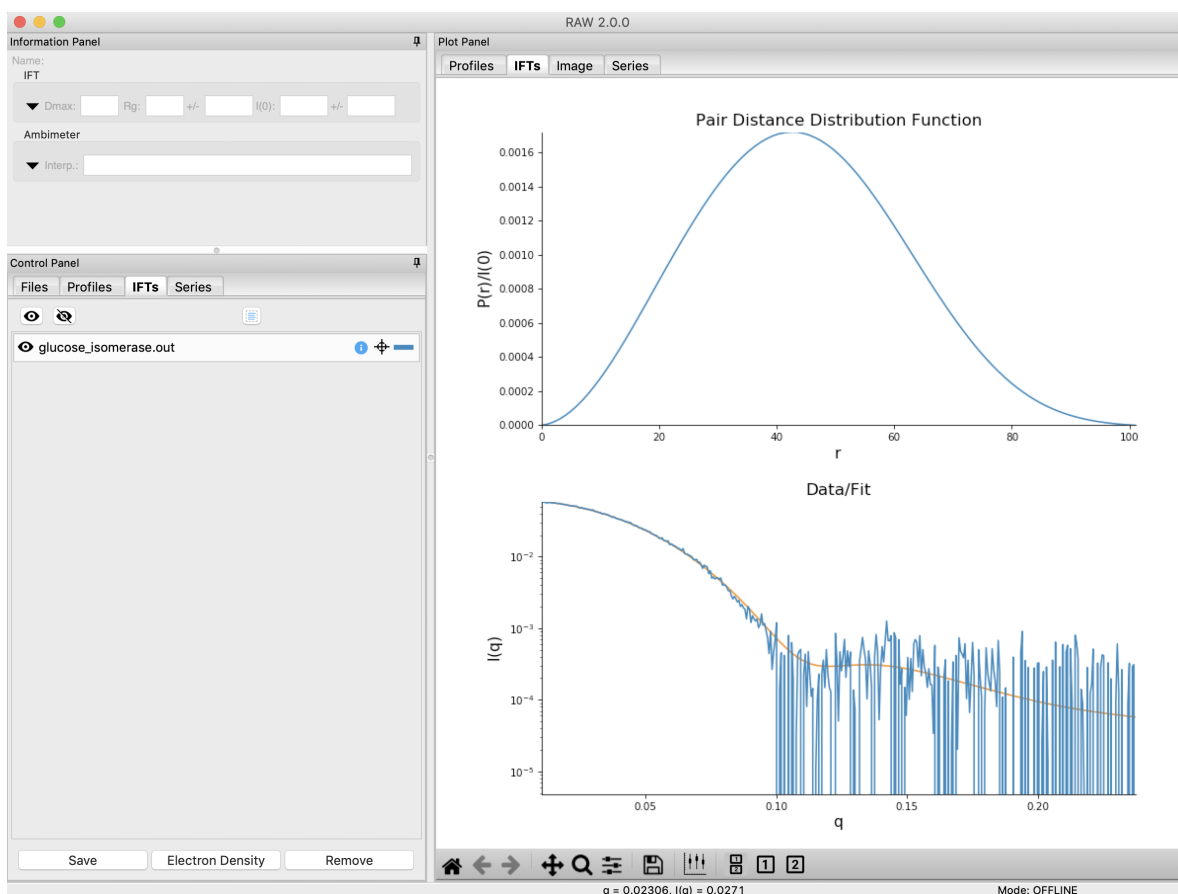 RAW 2.0.0
Information Panel
Name:
IFT
Dmax: Rg: +/- I(0): +/-
Ambimeter
Interp.:
Control Panel
Files Profiles IFTs Series
glucose_isomerase.out
Save Electron Density Remove
Plot Panel
Profiles IFTs Image Series
Pair Distance Distribution Function
0.0016
0.0014
0.0012
0.0010
0.0008
0.0006
0.0004
0.0002
0.0000
P(r)/I(0)
0 20 40 60 80 100
r
Data/Fit
10⁻²
10⁻³
10⁻⁴
10⁻⁵
I(q)
0.05 0.10 0.15 0.20
q
1 2 1 2
q = 0.02306, I(q) = 0.0271 Mode: OFFLINE